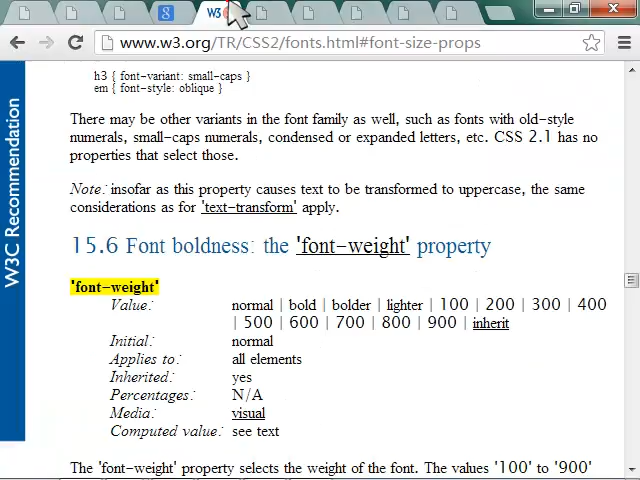 W3
www.w3.org/TR/CSS2/fonts.html#font-size-props
W3C Recommendation
h3 { font-variant: small-caps }
em { font-style: oblique }
There may be other variants in the font family as well, such as fonts with old-style
numerals, small-caps numerals, condensed or expanded letters, etc. CSS 2.1 has no
properties that select those.
Note: insofar as this property causes text to be transformed to uppercase, the same
considerations as for 'text-transform' apply.
15.6 Font boldness: the 'font-weight' property
'font-weight'
Value: normal | bold | bolder | lighter | 100 | 200 | 300 | 400
| 500 | 600 | 700 | 800 | 900 | inherit
Initial: normal
Applies to: all elements
Inherited: yes
Percentages: N/A
Media: visual
Computed value: see text
The 'font-weight' property selects the weight of the font. The values '100' to '900'